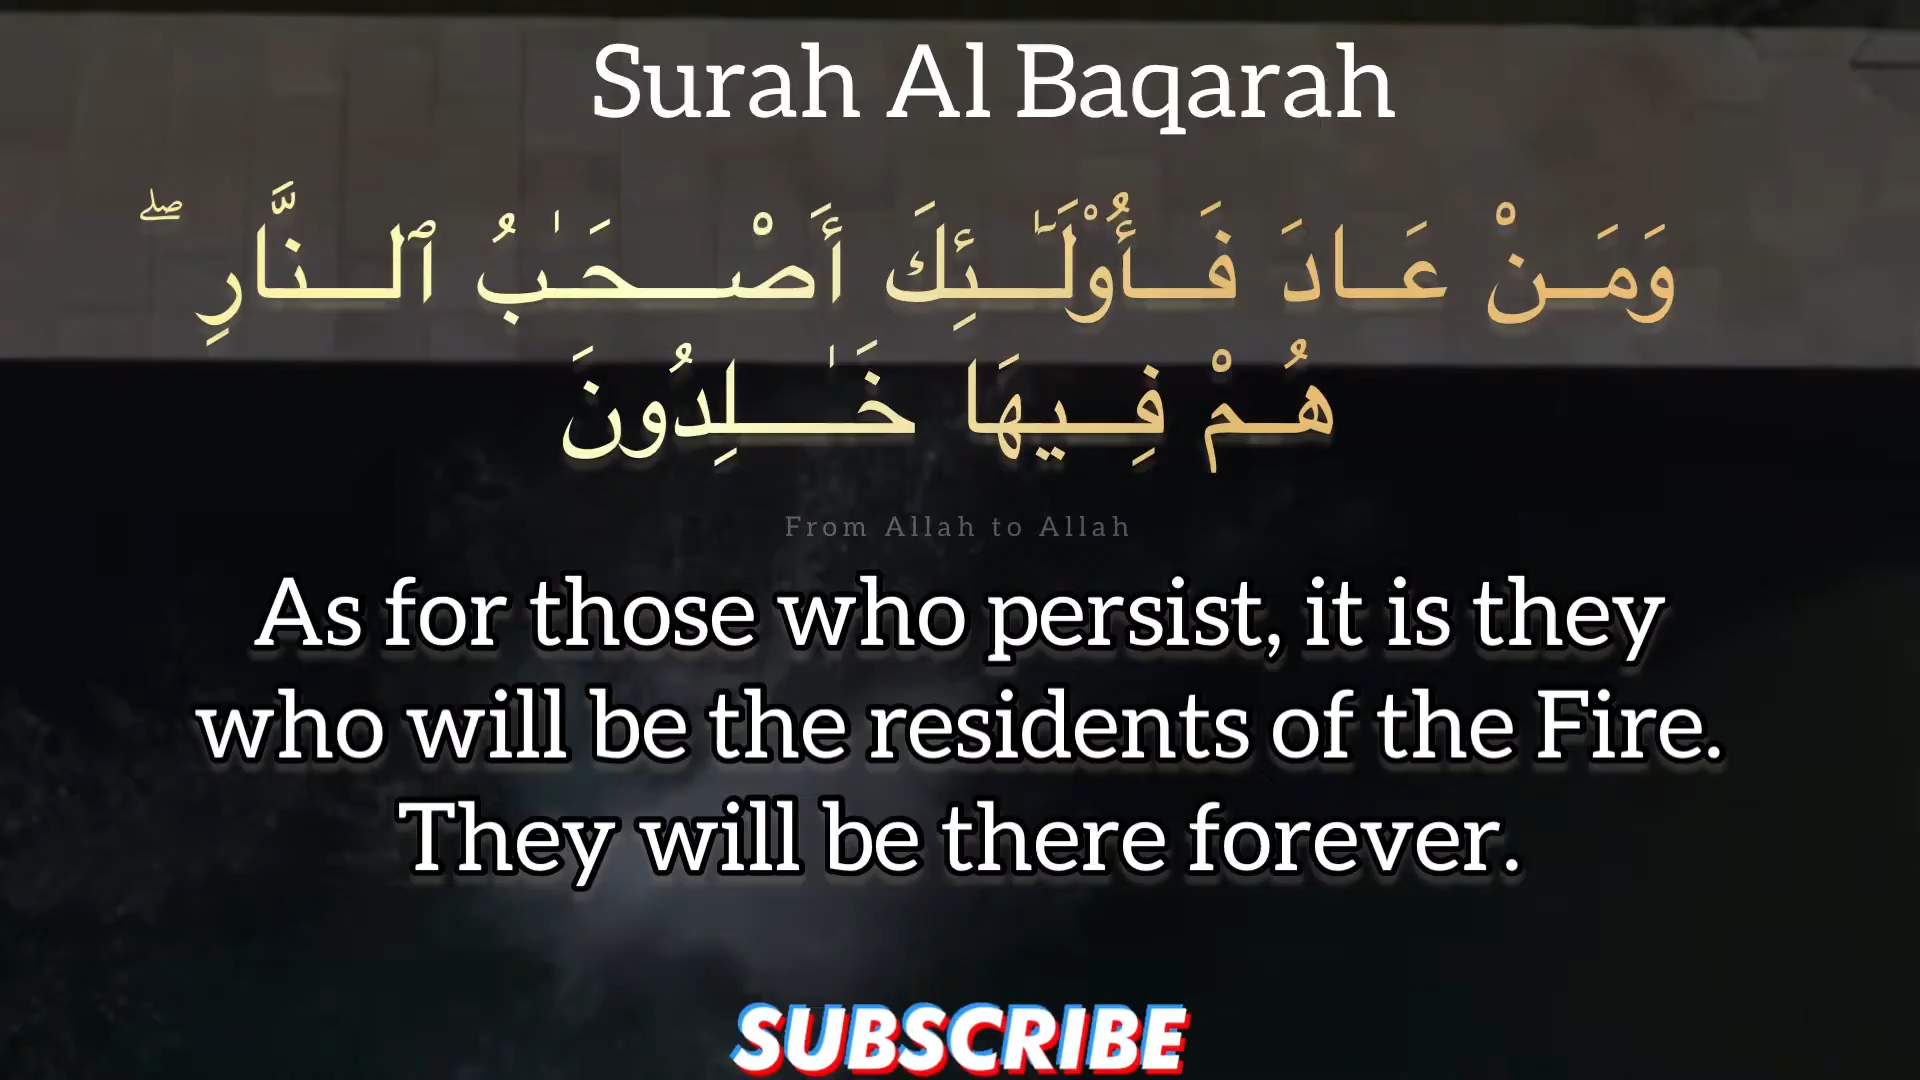 Surah Al Baqarah
وَمَنْ عَادَ فَأُو۟لَـٰٓئِكَ أَصْحَـٰبُ ٱلنَّارِ ۖ
هُمْ فِيهَا خَـٰلِدُونَ
From Allah to Allah
As for those who persist, it is they
who will be the residents of the Fire.
They will be there forever.
SUBSCRIBE